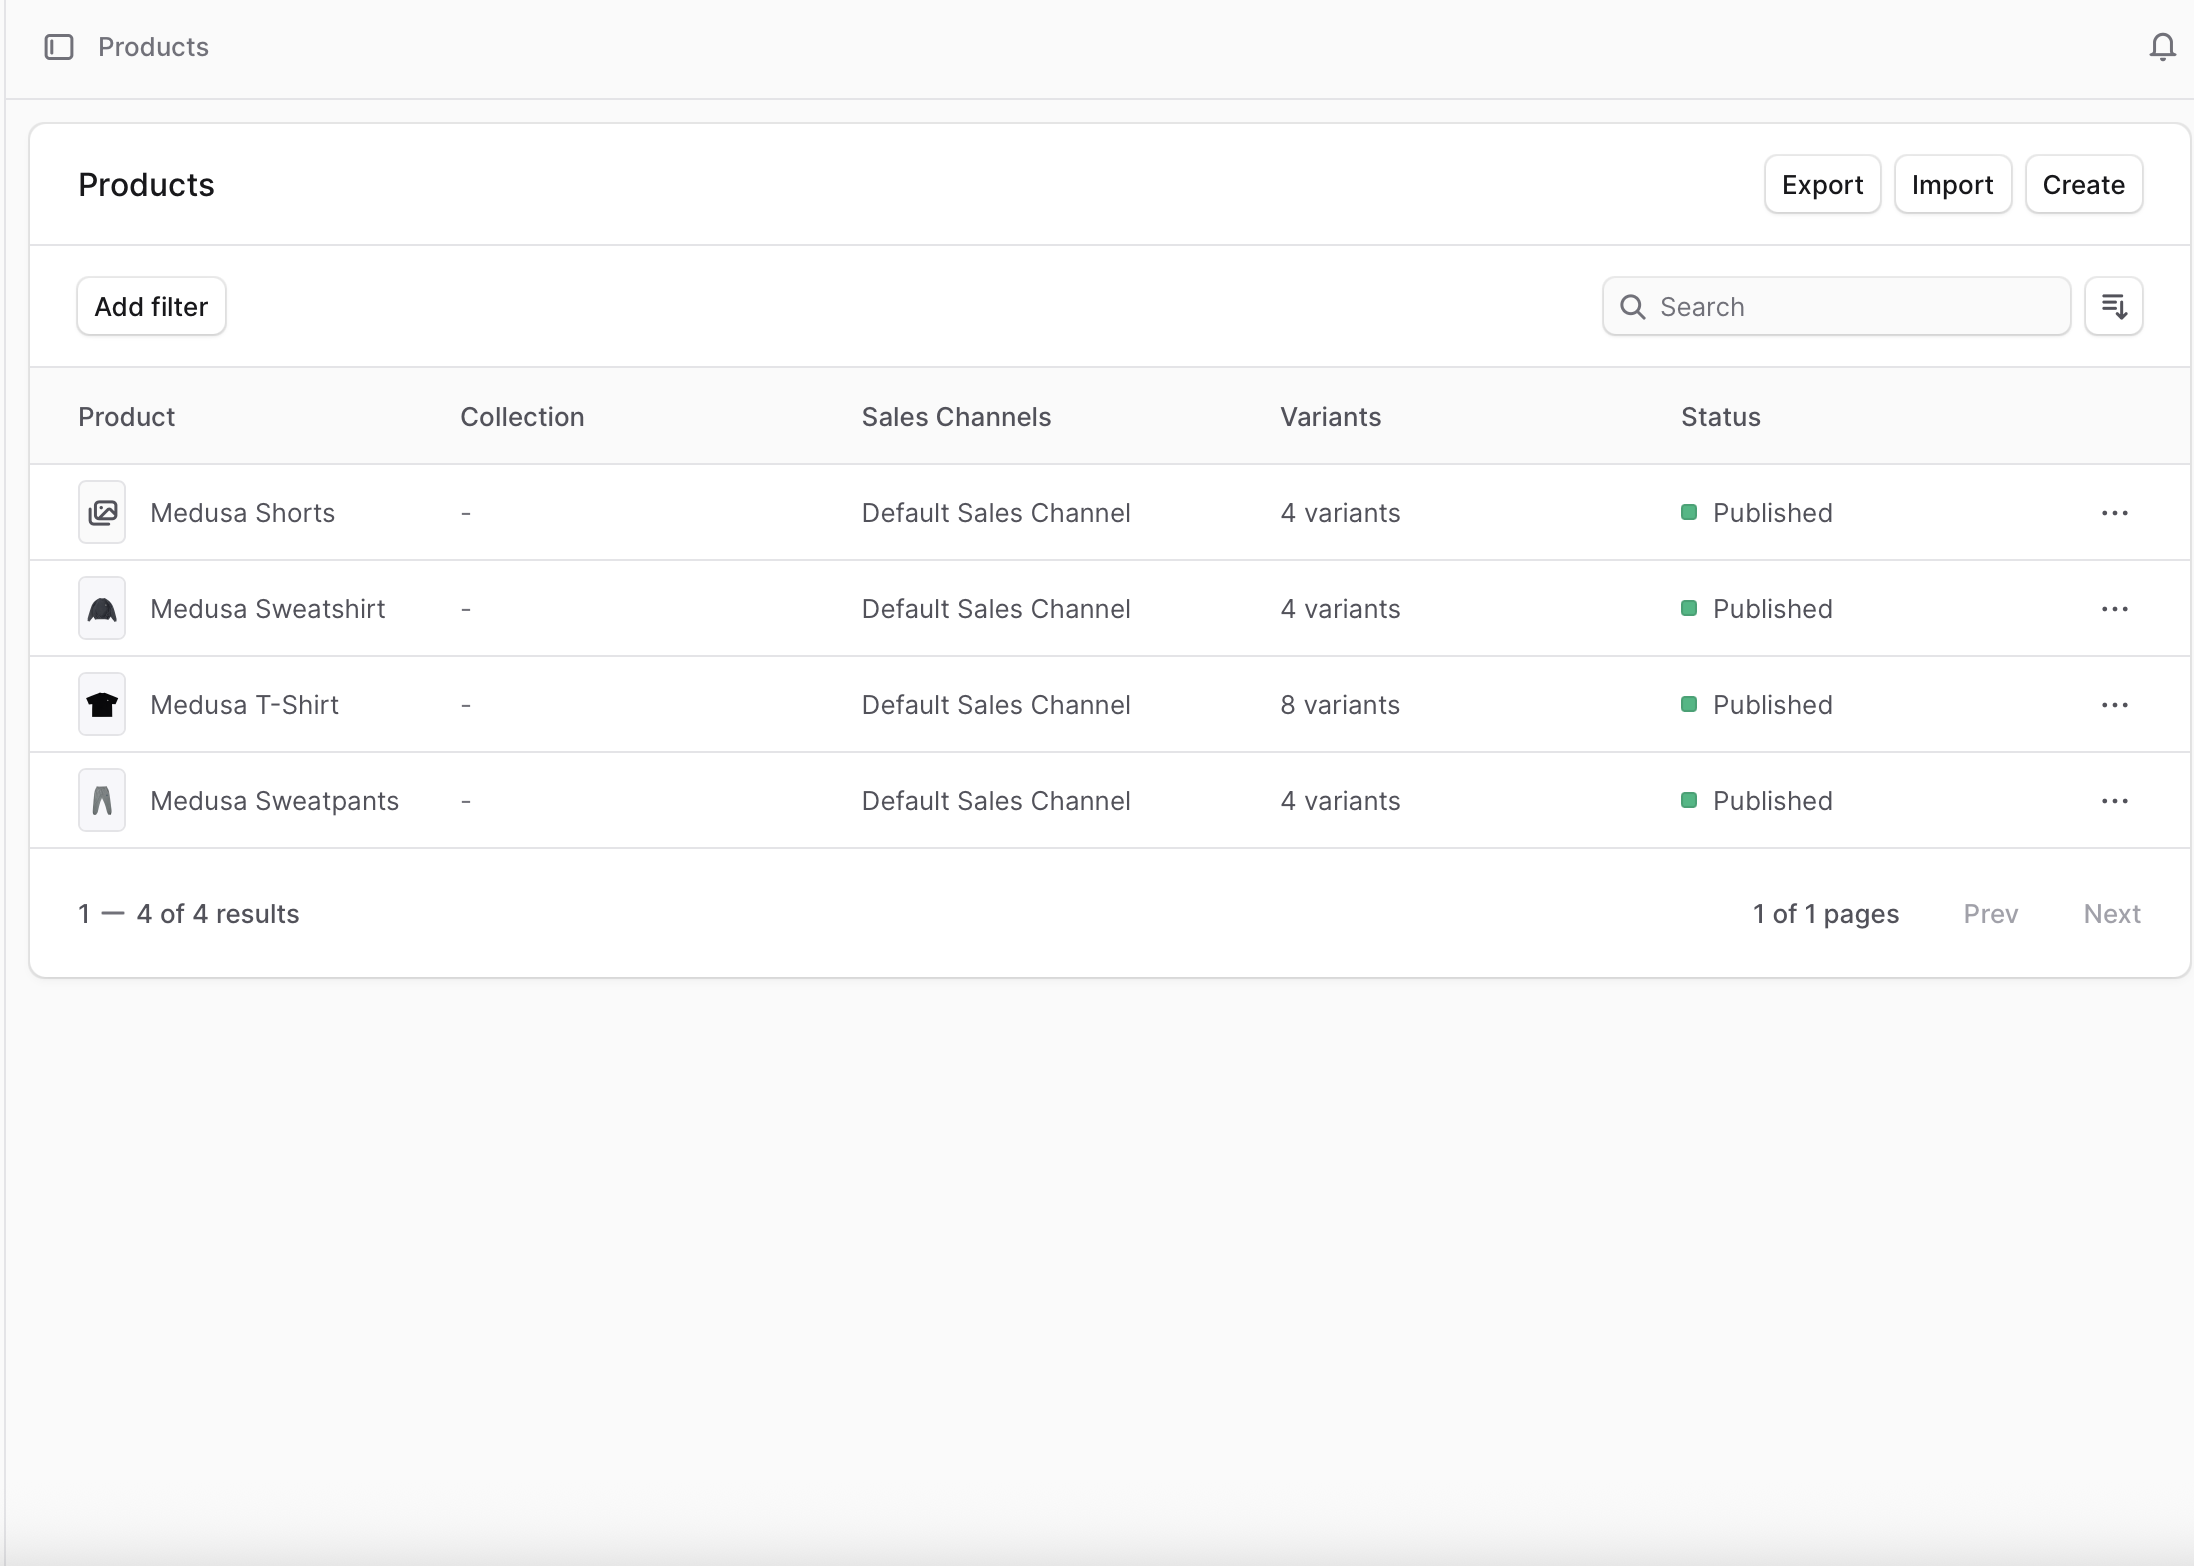 Products
Products
Export Import Create
Add filter Search
Product Collection Sales Channels Variants Status
Medusa Shorts - Default Sales Channel 4 variants Published
Medusa Sweatshirt - Default Sales Channel 4 variants Published
Medusa T-Shirt - Default Sales Channel 8 variants Published
Medusa Sweatpants - Default Sales Channel 4 variants Published
1 — 4 of 4 results 1 of 1 pages Prev Next